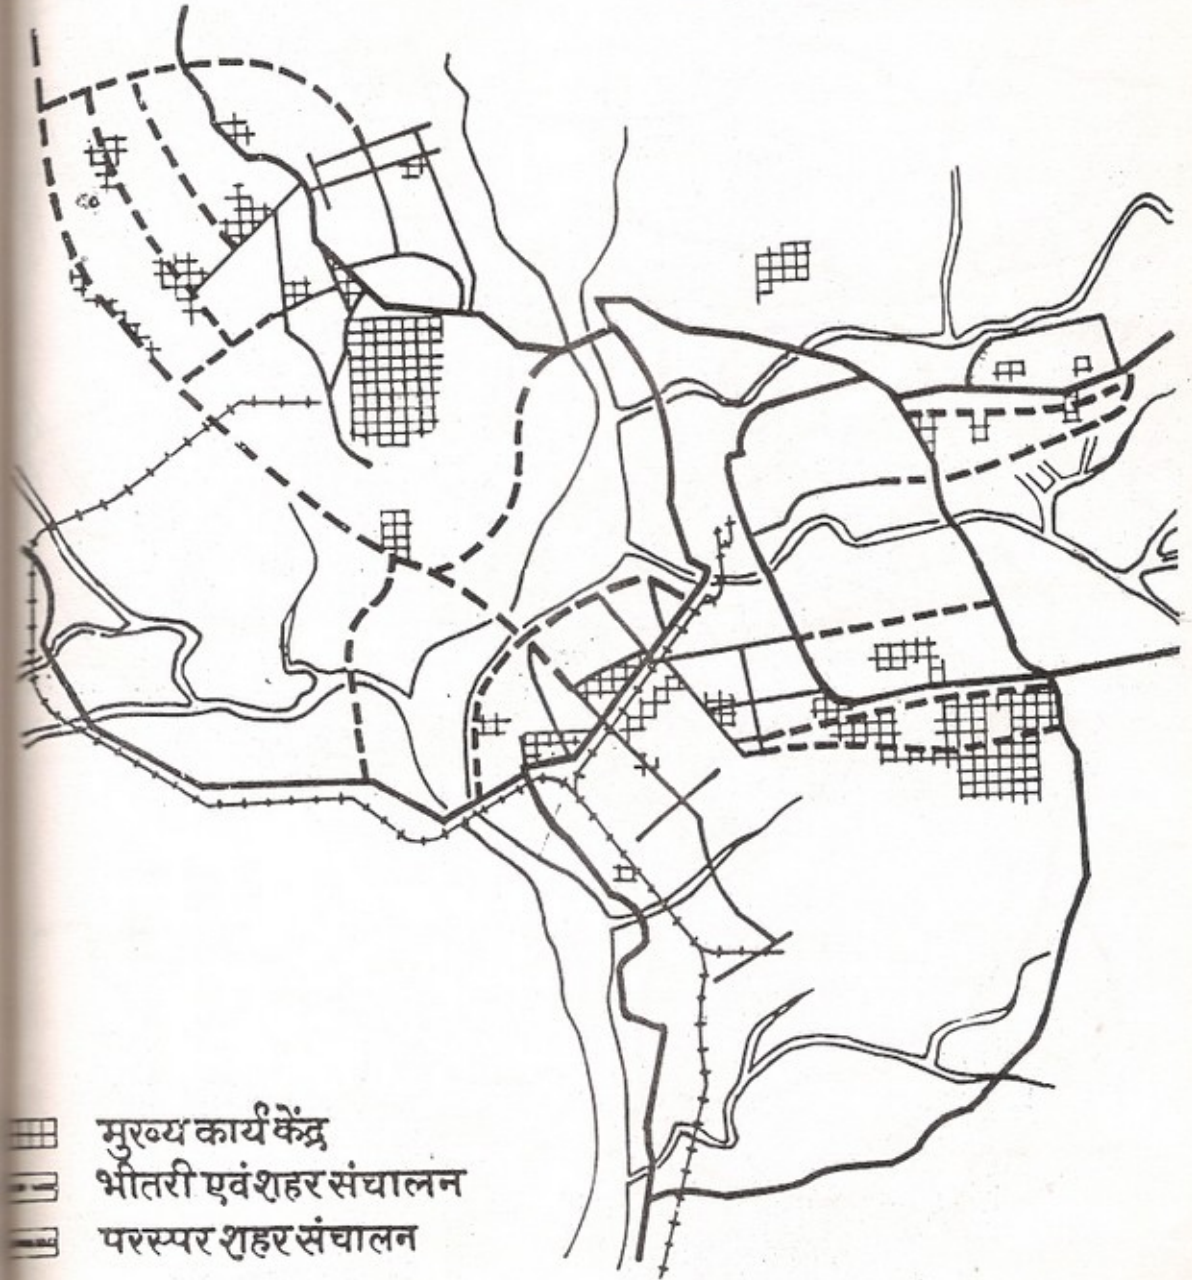 मुख्य कार्य केंद्र
भीतरी एवं शहर संचालन
परस्पर शहर संचालन